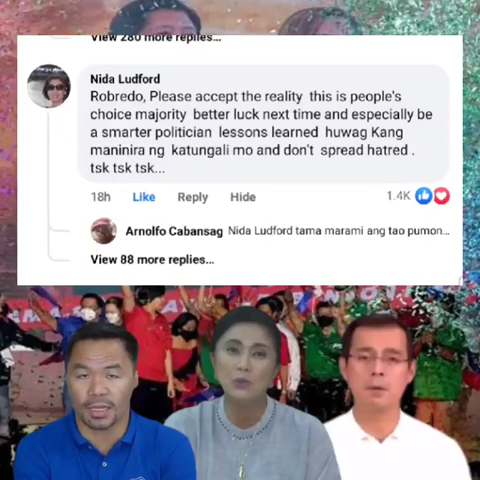 View 280 more replies...
Nida Ludford
Robredo, Please accept the reality this is people's
choice majority better luck next time and especially be
a smarter politician lessons learned huwag Kang
maninira ng katungali mo and don't spread hatred .
tsk tsk tsk...
18h Like Reply Hide 1.4K
Arnolfo Cabansag Nida Ludford tama marami ang tao pumon...
View 88 more replies...